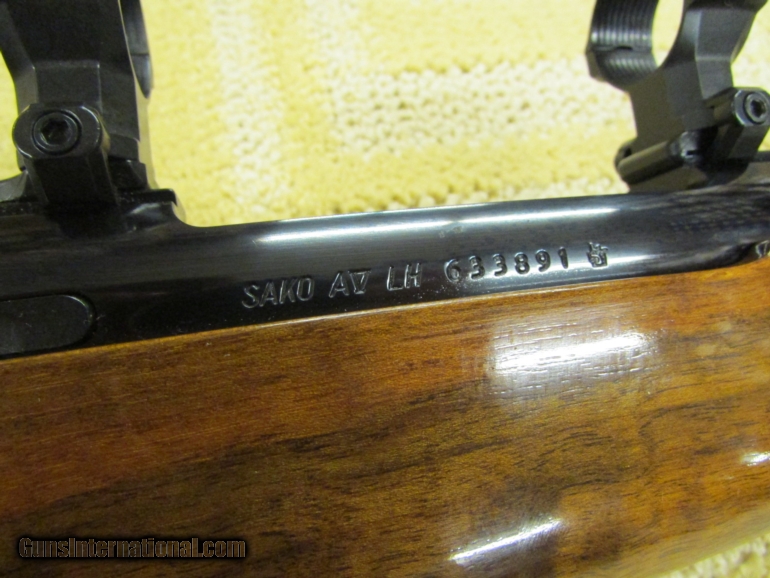 SAKO AV LH 633891
GunsInternational.com